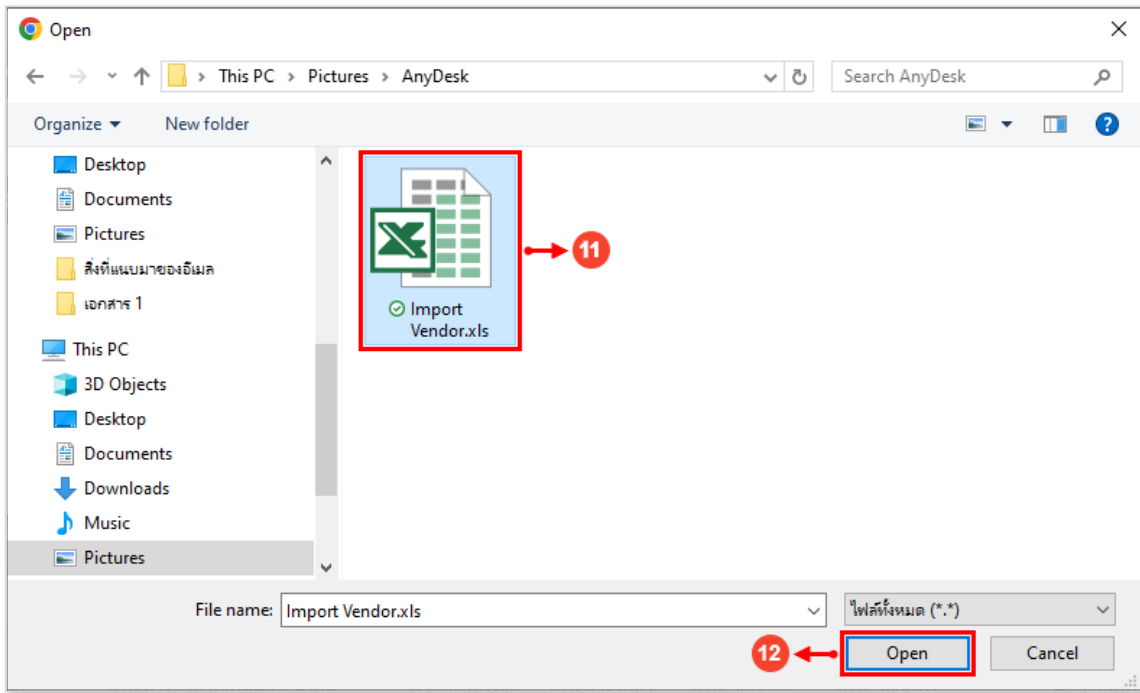 Open
This PC > Pictures > AnyDesk
Search AnyDesk
Organize
New folder
Desktop
Documents
Pictures
สิ่งที่แนบมาของอีเมล
เอกสาร 1
This PC
3D Objects
Desktop
Documents
Downloads
Music
Pictures
Import
Vendor.xls
11
File name:
Import Vendor.xls
ไฟล์ทั้งหมด (*.*)
12
Open
Cancel